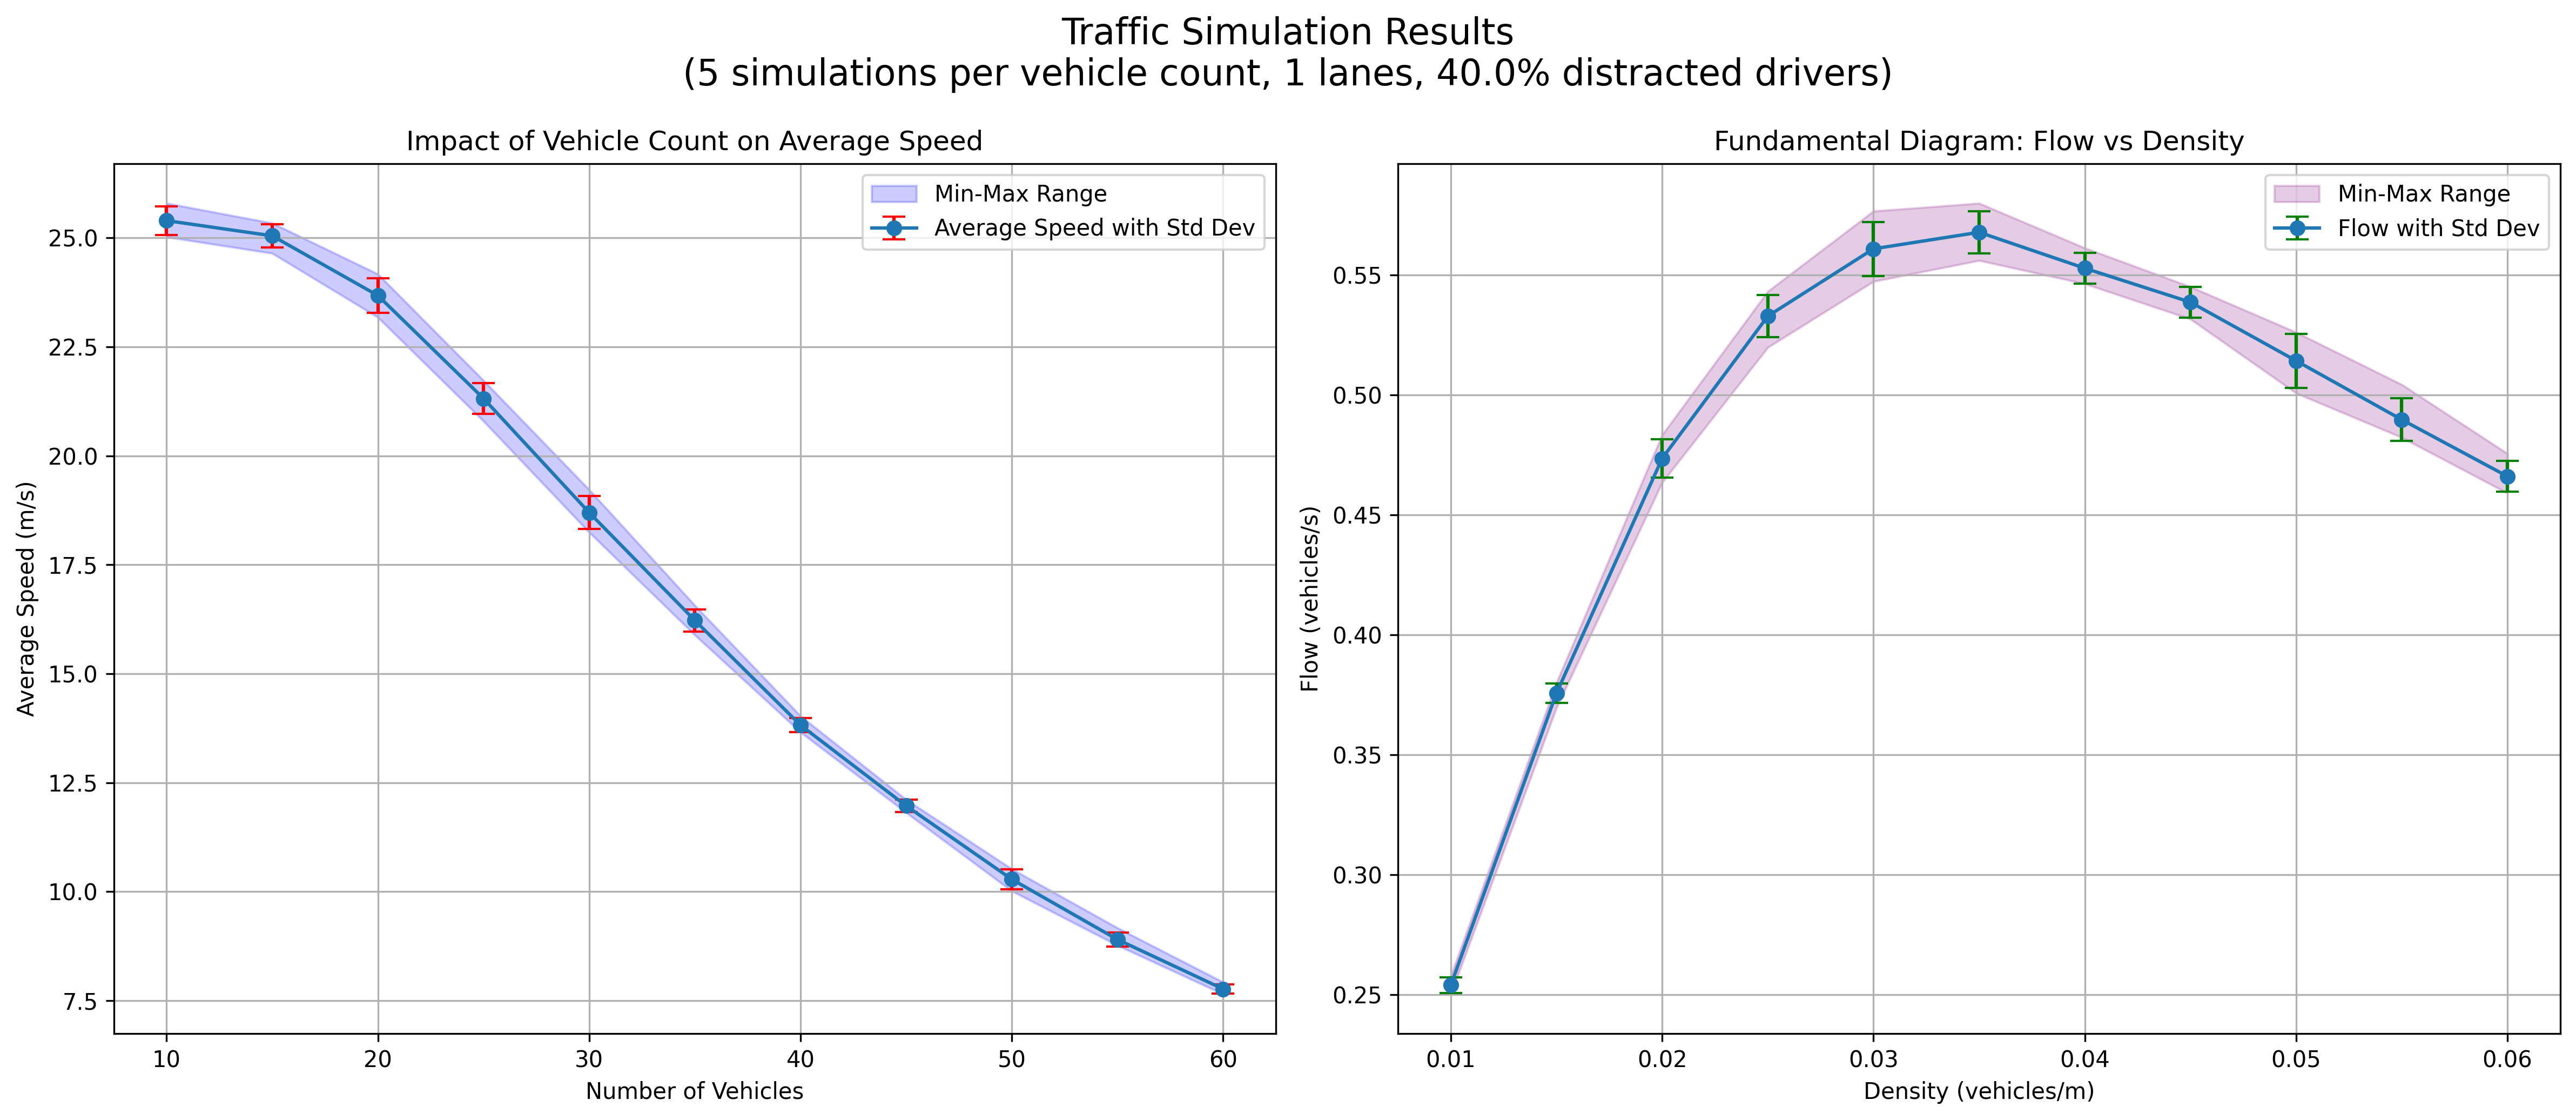 Traffic Simulation Results
(5 simulations per vehicle count, 1 lanes, 40.0% distracted drivers)
Impact of Vehicle Count on Average Speed
Min-Max Range
Average Speed with Std Dev
25.0
22.5
20.0
17.5
15.0
12.5
10.0
7.5
Average Speed (m/s)
10 20 30 40 50 60
Number of Vehicles
Fundamental Diagram: Flow vs Density
Min-Max Range
Flow with Std Dev
0.55
0.50
0.45
0.40
0.35
0.30
0.25
Flow (vehicles/s)
0.01 0.02 0.03 0.04 0.05 0.06
Density (vehicles/m)